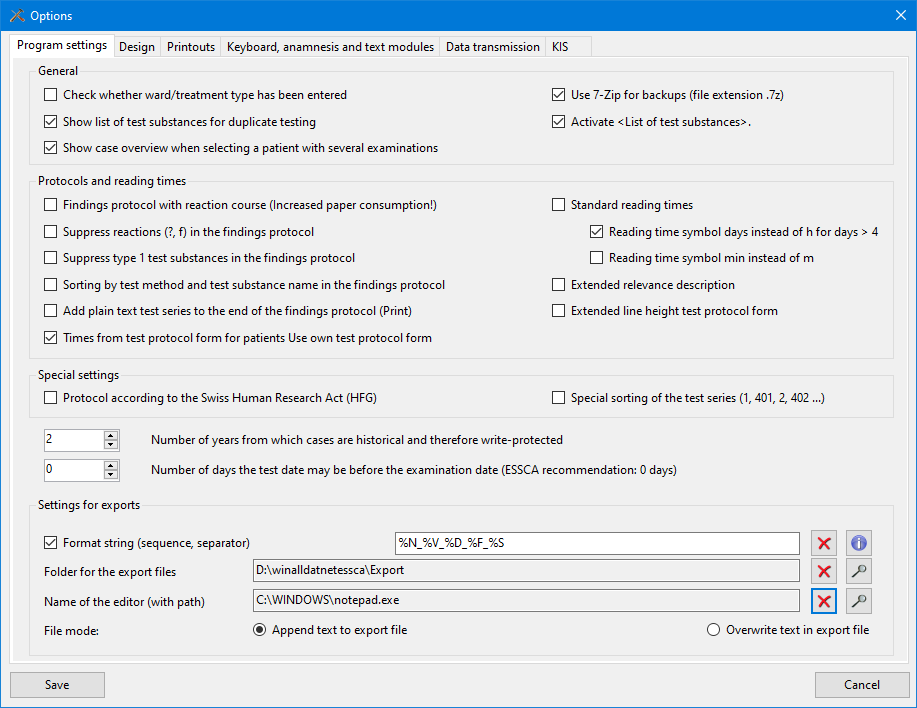 Options
Program settings
Design
Printouts
Keyboard, anamnesis and text modules
Data transmission
KIS
General
Check whether ward/treatment type has been entered
Use 7-Zip for backups (file extension .7z)
Show list of test substances for duplicate testing
Activate <List of test substances>.
Show case overview when selecting a patient with several examinations
Protocols and reading times
Findings protocol with reaction course (Increased paper consumption!)
Standard reading times
Suppress reactions (?, f) in the findings protocol
Reading time symbol days instead of h for days > 4
Suppress type 1 test substances in the findings protocol
Reading time symbol min instead of m
Sorting by test method and test substance name in the findings protocol
Extended relevance description
Add plain text test series to the end of the findings protocol (Print)
Extended line height test protocol form
Times from test protocol form for patients Use own test protocol form
Special settings
Protocol according to the Swiss Human Research Act (HFG)
Special sorting of the test series (1, 401, 2, 402 ...)
2
Number of years from which cases are historical and therefore write-protected
0
Number of days the test date may be before the examination date (ESSCA recommendation: 0 days)
Settings for exports
Format string (sequence, separator)
%N_%V_%D_%F_%S
Folder for the export files
D:\winalldatnetessca\Export
Name of the editor (with path)
C:\WINDOWS\notepad.exe
File mode:
Append text to export file
Overwrite text in export file
Save
Cancel